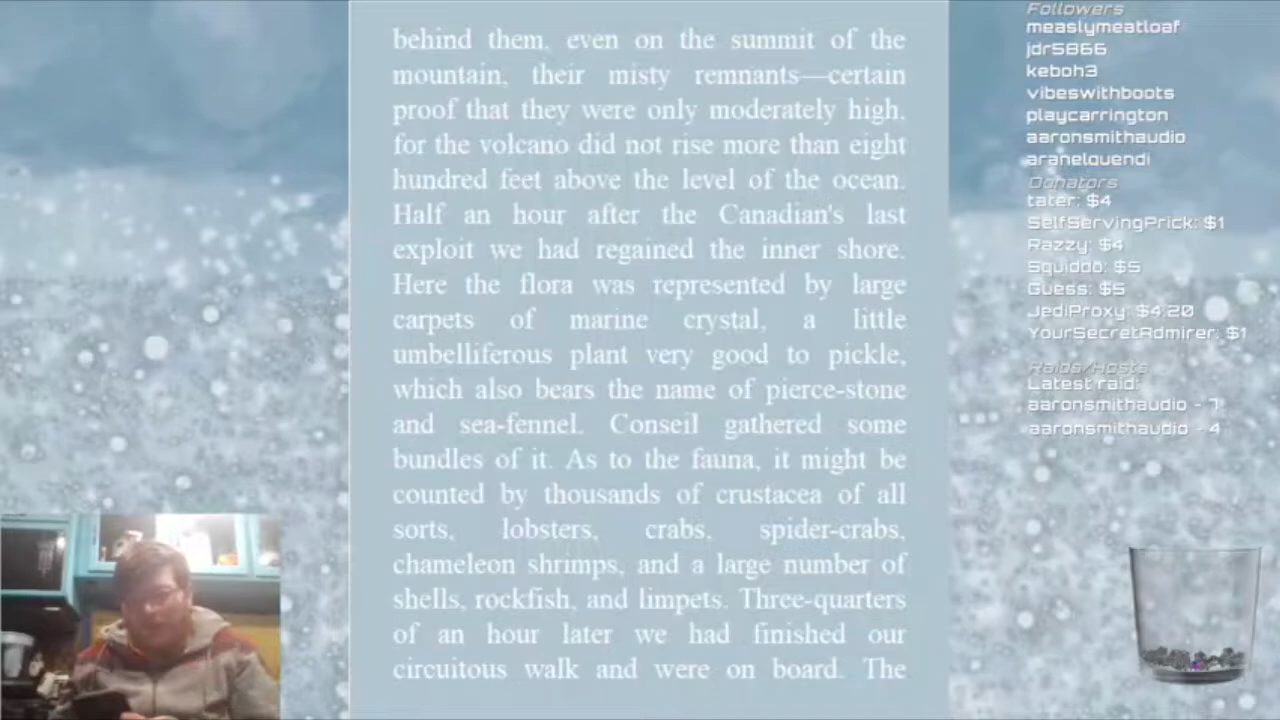 behind them, even on the summit of the
mountain, their misty remnants—certain
proof that they were only moderately high,
for the volcano did not rise more than eight
hundred feet above the level of the ocean.
Half an hour after the Canadian's last
exploit we had regained the inner shore.
Here the flora was represented by large
carpets of marine crystal, a little
umbelliferous plant very good to pickle,
which also bears the name of pierce-stone
and sea-fennel. Conseil gathered some
bundles of it. As to the fauna, it might be
counted by thousands of crustacea of all
sorts, lobsters, crabs, spider-crabs,
chameleon shrimps, and a large number of
shells, rockfish, and limpets. Three-quarters
of an hour later we had finished our
circuitous walk and were on board. The
Followers
measlymeatloaf
jdr5866
keboh3
vibeswithboots
playcarrington
aaronsmithaudio
aranelquendi
Donators
tater: $4
SelfServingPrick: $1
Razzy: $4
Squiddo: $5
Guess: $5
JediProxy: $4.20
YourSecretAdmirer: $1
Raids/Hosts
Latest raid:
aaronsmithaudio - 7
aaronsmithaudio - 4